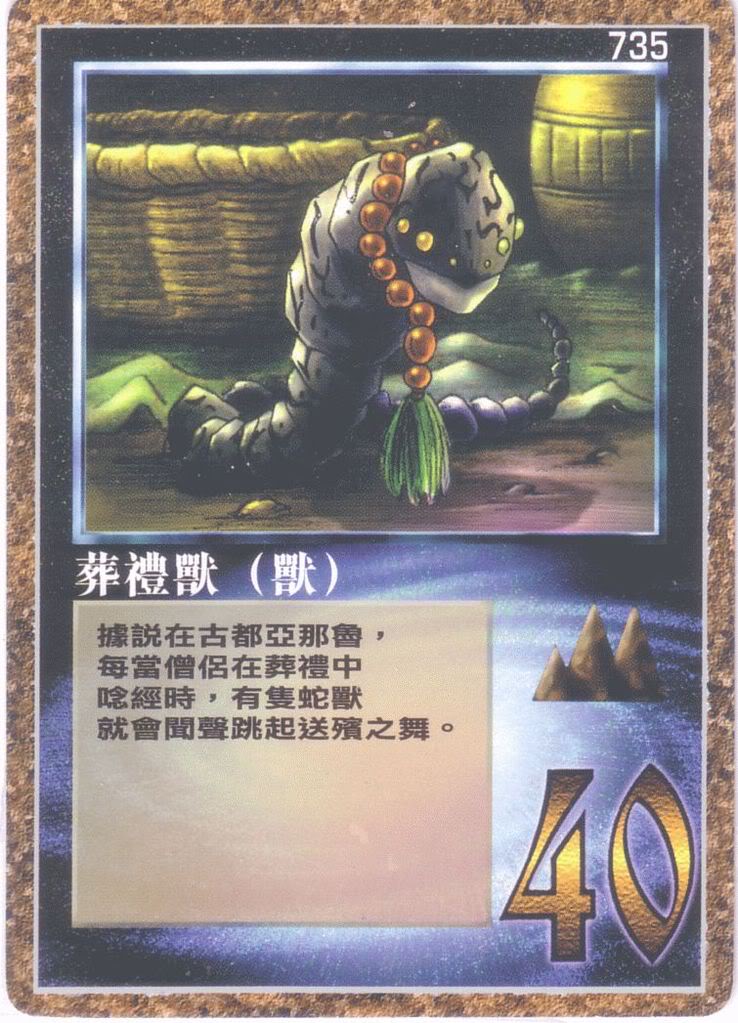 735
葬禮獸（獸）
據説在古都亞那魯，
每當僧侶在葬禮中
唸經時，有隻蛇獸
就會聞聲跳起送殯之舞。
40